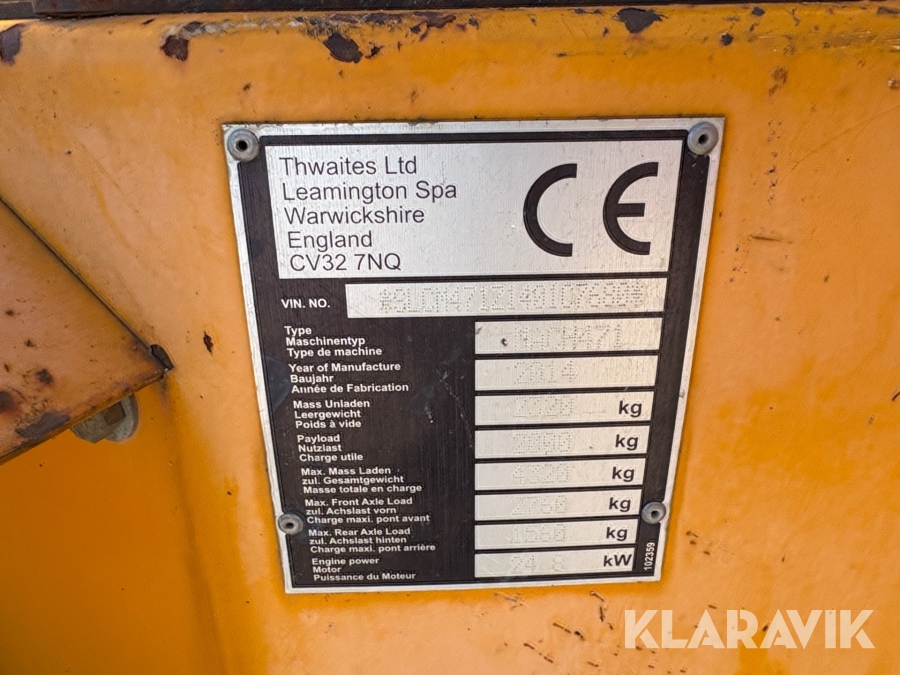 Thwaites Ltd
Leamington Spa
Warwickshire
England
CV32 7NQ
CE
VIN. NO.
Type
Maschinentyp
Type de machine
Year of Manufacture
Baujahr
Année de Fabrication
2014
Mass Unladen
Leergewicht
Poids à vide
kg
Payload
Nutzlast
Charge utile
kg
Max. Mass Laden
zul. Gesamtgewicht
Masse totale en charge
kg
Max. Front Axle Load
zul. Achslast vorn
Charge maxi. pont avant
2760 kg
Max. Rear Axle Load
zul. Achslast hinten
Charge maxi. pont arrière
1580 kg
Engine power
Motor
Puissance du Moteur
24.8 kW
102359
KLARAVIK